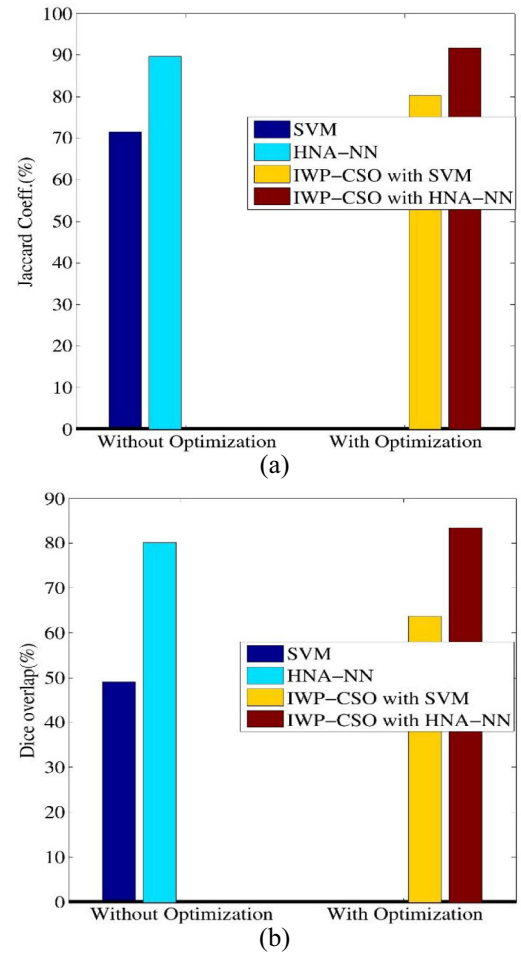 100
90
80
70
60
50
40
30
20
10
0
Jaccard Coeff.(%)
SVM
HNA−NN
IWP−CSO with SVM
IWP−CSO with HNA−NN
Without Optimization With Optimization
(a)
90
80
70
60
50
40
30
20
10
0
Dice overlap(%)
SVM
HNA−NN
IWP−CSO with SVM
IWP−CSO with HNA−NN
Without Optimization With Optimization
(b)